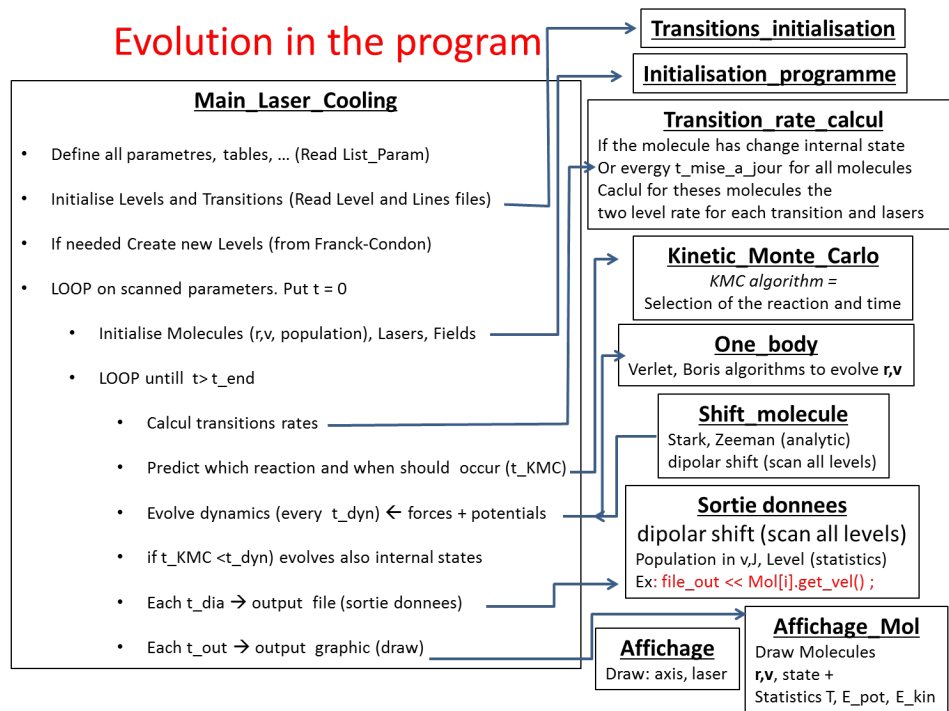 Evolution in the program
Main_Laser_Cooling
• Define all parametres, tables, ... (Read List_Param)
• Initialise Levels and Transitions (Read Level and Lines files)
• If needed Create new Levels (from Franck-Condon)
• LOOP on scanned parameters. Put t = 0
• Initialise Molecules (r,v, population), Lasers, Fields
• LOOP untill t> t_end
• Calcul transitions rates
• Predict which reaction and when should occur (t_KMC)
• Evolve dynamics (every t_dyn) ← forces + potentials
• if t_KMC <t_dyn) evolves also internal states
• Each t_dia → output file (sortie donnees)
• Each t_out → output graphic (draw)
Transitions_initialisation
Initialisation_programme
Transition_rate_calcul
If the molecule has change internal state
Or evergy t_mise_a_jour for all molecules
Caclul for theses molecules the
two level rate for each transition and lasers
Kinetic_Monte_Carlo
KMC algorithm =
Selection of the reaction and time
One_body
Verlet, Boris algorithms to evolve r,v
Shift_molecule
Stark, Zeeman (analytic)
dipolar shift (scan all levels)
Sortie donnees
dipolar shift (scan all levels)
Population in v,J, Level (statistics)
Ex: file_out << Mol[i].get_vel() ;
Affichage
Draw: axis, laser
Affichage_Mol
Draw Molecules
r,v, state +
Statistics T, E_pot, E_kin